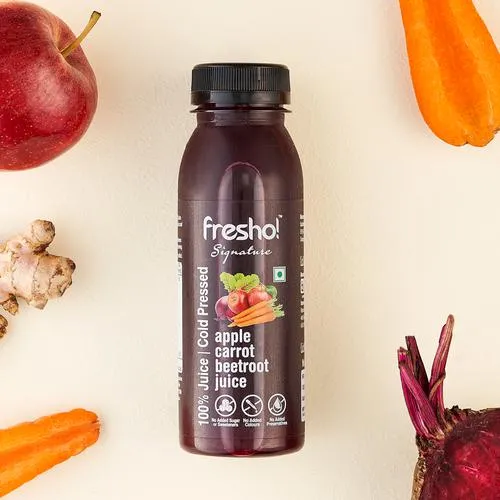 fresho!™
Signature
100% Juice | Cold Pressed
apple
carrot
beetroot
juice
No Added Sugar
or Sweeteners
No Added
Colours
No Added
Preservatives